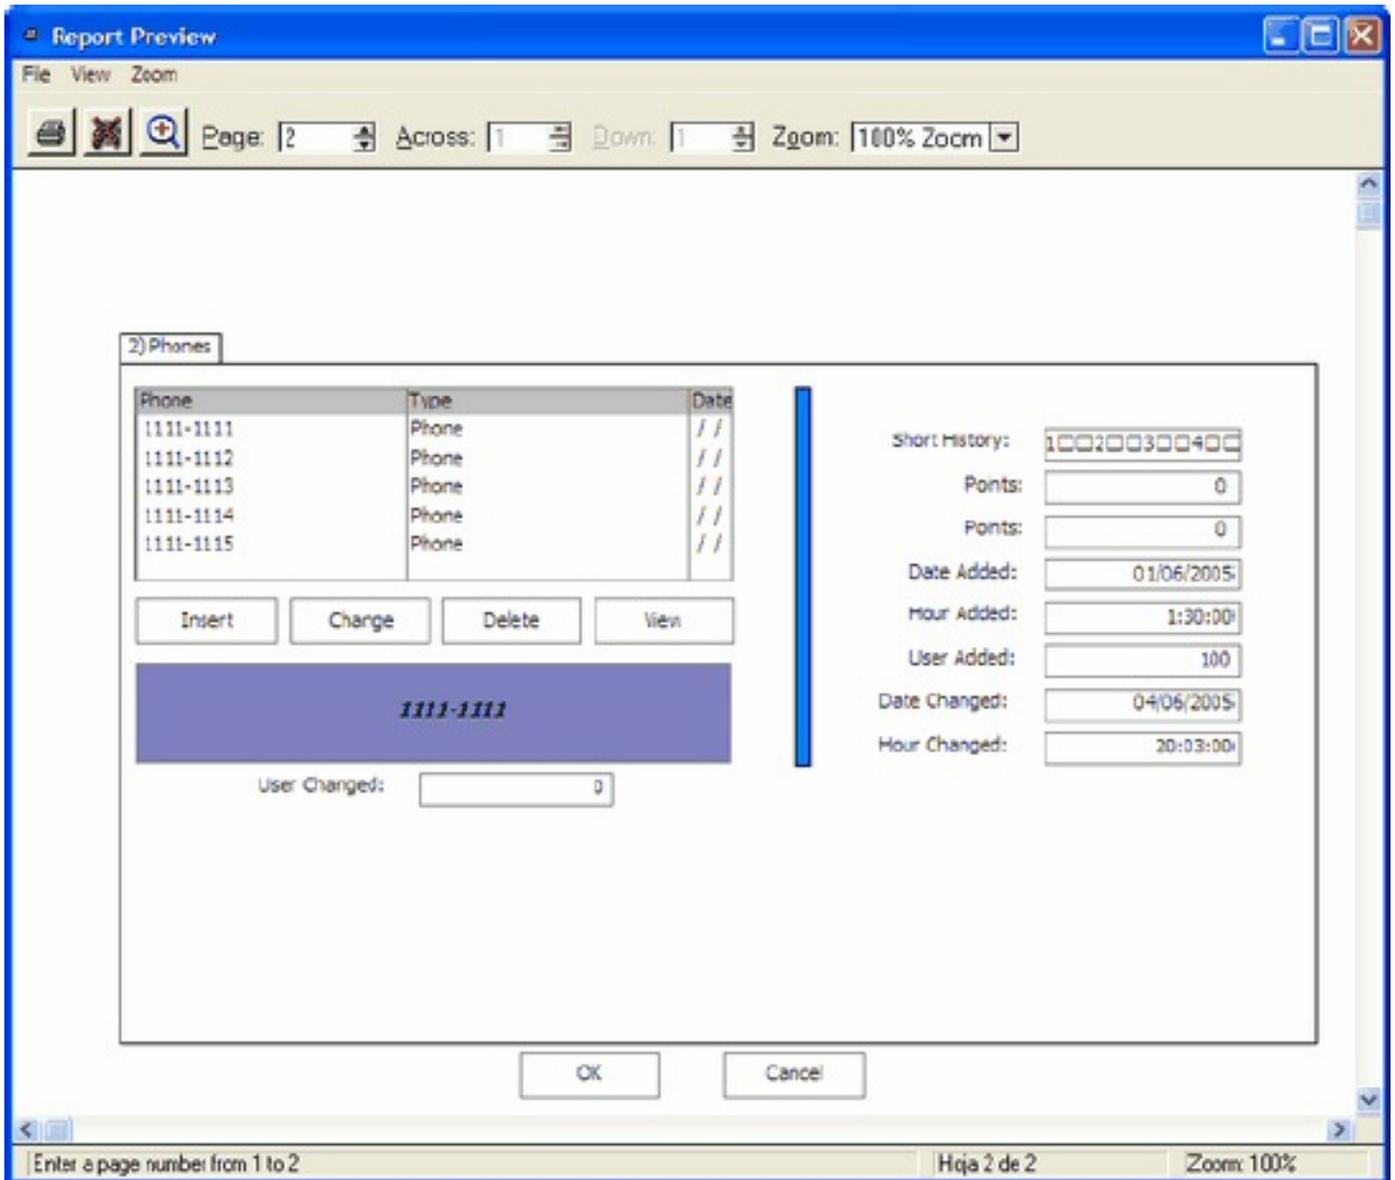 Report Preview
File View Zoom
Page: 2 Across: 1 Down: 1 Zoom: 100% Zoom
2) Phones
Phone Type Date
1111-1111 Phone / /
1111-1112 Phone / /
1111-1113 Phone / /
1111-1114 Phone / /
1111-1115 Phone / /
Insert Change Delete View
1111-1111
User Changed: 0
Short History: 1□□2□□3□□4□□
Points: 0
Points: 0
Date Added: 01/06/2005
Hour Added: 1:30:00
User Added: 100
Date Changed: 04/06/2005
Hour Changed: 20:03:00
OK Cancel
Enter a page number from 1 to 2 Hoja 2 de 2 Zoom: 100%